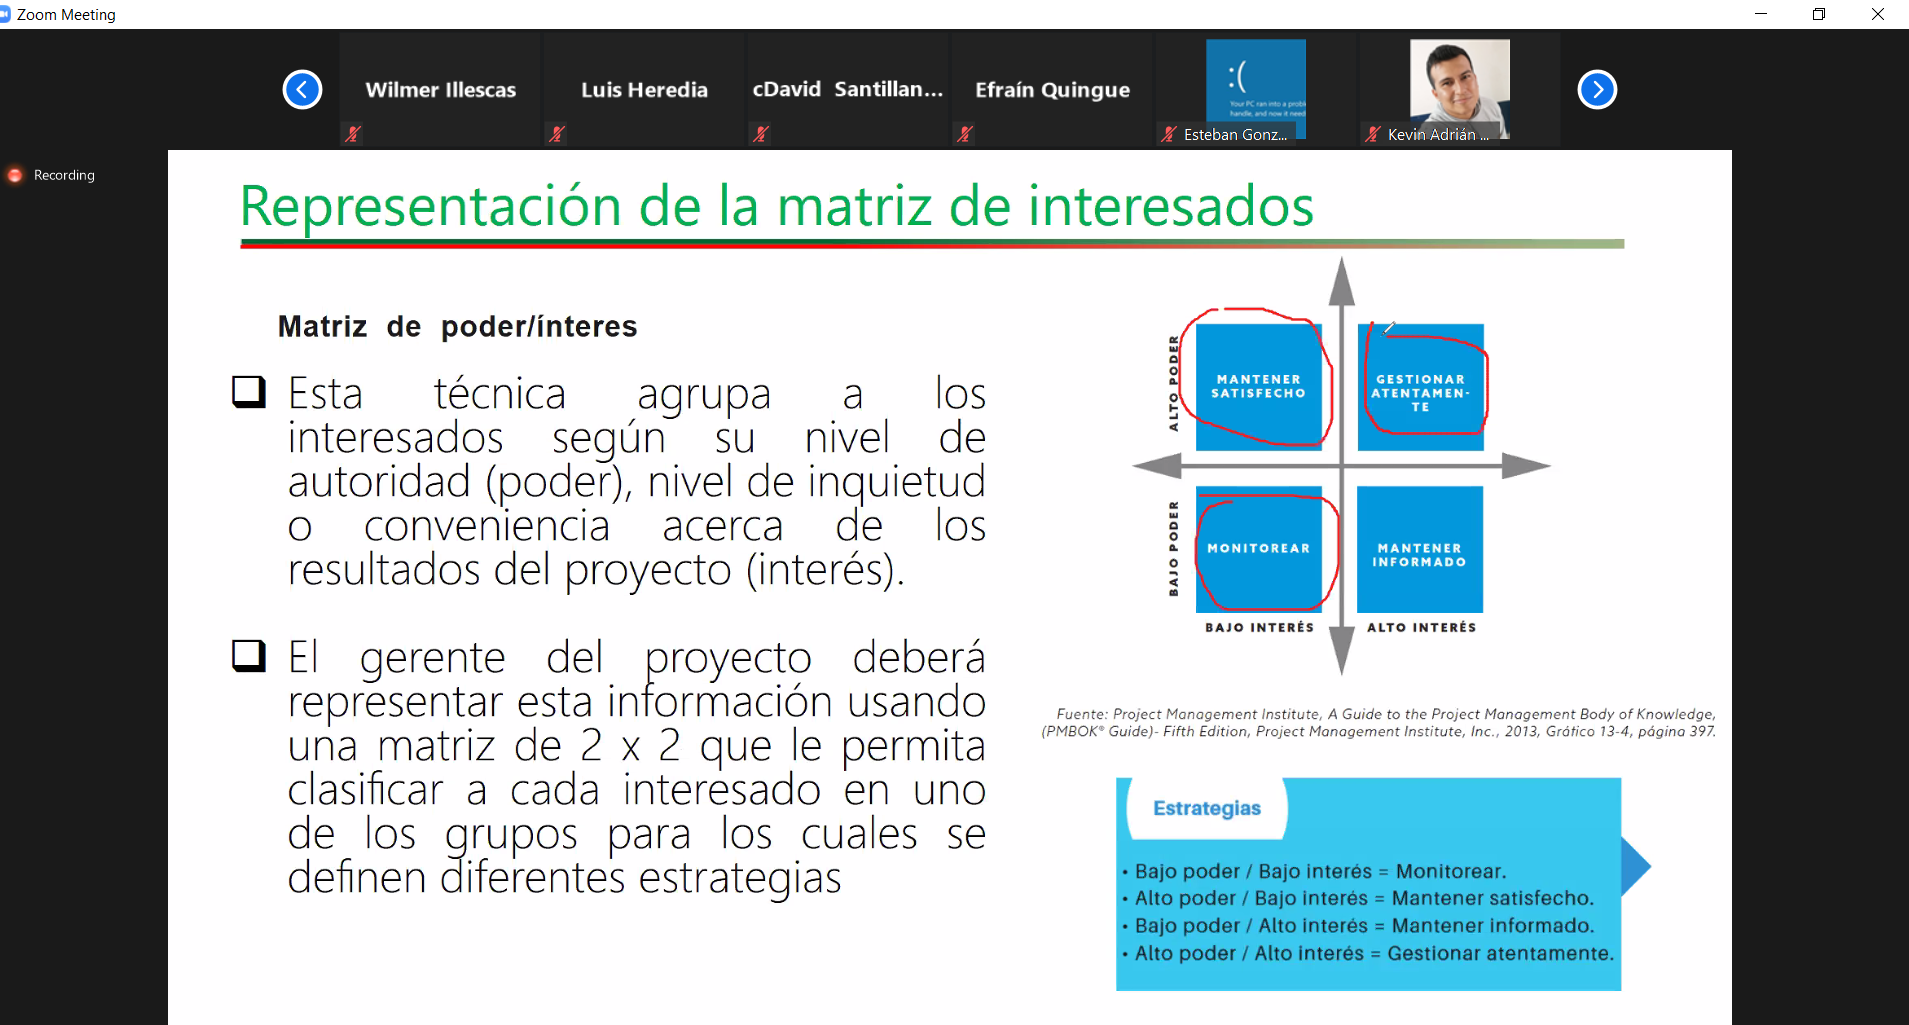 Zoom Meeting
Wilmer Illescas
Luis Heredia
cDavid Santillan...
Efraín Quingue
:(
Your PC ran into a probl
handle, and now it need
Esteban Gonz...
Kevin Adrián ...
Recording
Representación de la matriz de interesados
Matriz de poder/ínteres
Esta técnica agrupa a los
interesados según su nivel de
autoridad (poder), nivel de inquietud
o conveniencia acerca de los
resultados del proyecto (interés).
El gerente del proyecto deberá
representar esta información usando
una matriz de 2 x 2 que le permita
clasificar a cada interesado en uno
de los grupos para los cuales se
definen diferentes estrategias
ALTO PODER
MANTENER
SATISFECHO
GESTIONAR
ATENTAMEN-
TE
BAJO PODER
MONITOREAR
MANTENER
INFORMADO
BAJO INTERÉS
ALTO INTERÉS
Fuente: Project Management Institute, A Guide to the Project Management Body of Knowledge,
(PMBOK® Guide)- Fifth Edition, Project Management Institute, Inc., 2013, Gráfico 13-4, página 397.
Estrategias
• Bajo poder / Bajo interés = Monitorear.
• Alto poder / Bajo interés = Mantener satisfecho.
• Bajo poder / Alto interés = Mantener informado.
• Alto poder / Alto interés = Gestionar atentamente.